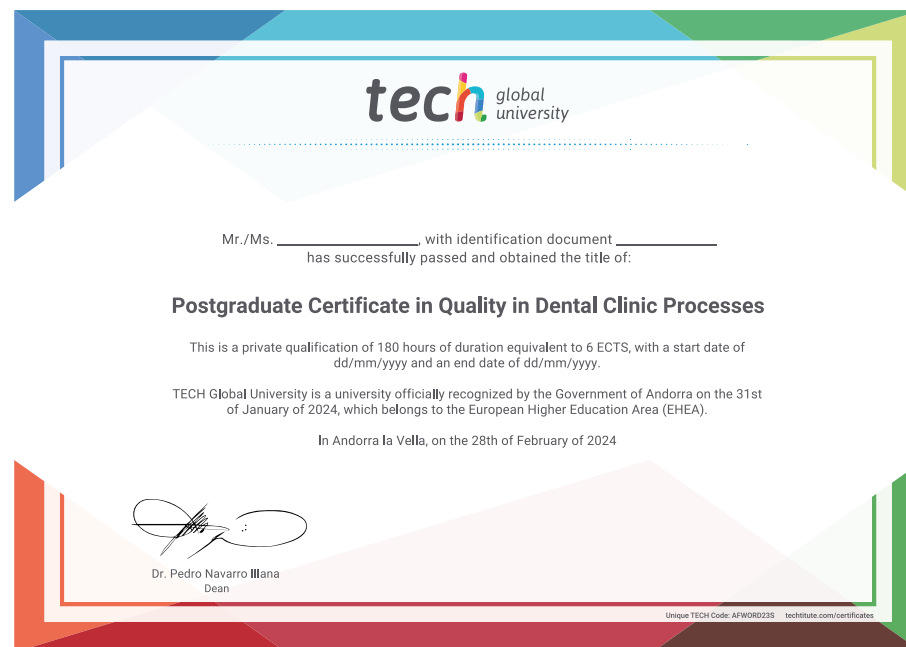 tech global university
Mr./Ms. ________________, with identification document ____________
has successfully passed and obtained the title of:
Postgraduate Certificate in Quality in Dental Clinic Processes
This is a private qualification of 180 hours of duration equivalent to 6 ECTS, with a start date of
dd/mm/yyyy and an end date of dd/mm/yyyy.
TECH Global University is a university officially recognized by the Government of Andorra on the 31st
of January of 2024, which belongs to the European Higher Education Area (EHEA).
In Andorra la Vella, on the 28th of February of 2024
Dr. Pedro Navarro Illana
Dean
Unique TECH Code: AFWORD23S techtitute.com/certificates